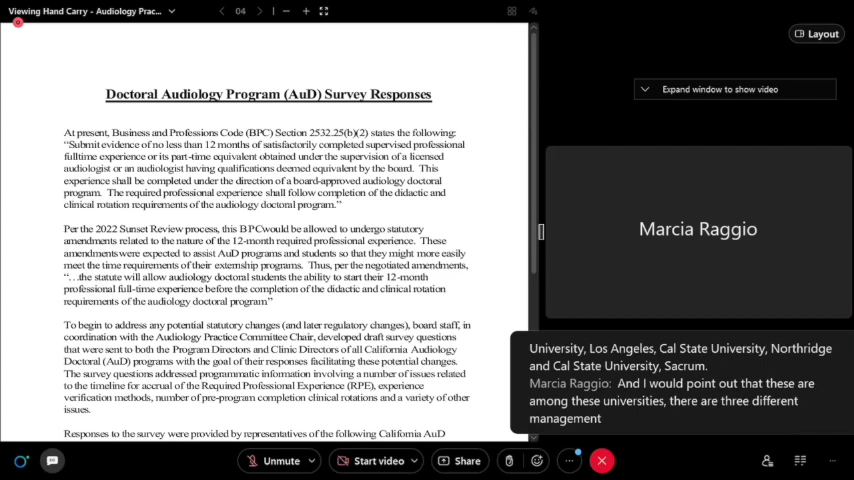 Viewing Hand Carry - Audiology Prac...
04
Layout
Expand window to show video
Doctoral Audiology Program (AuD) Survey Responses
At present, Business and Professions Code (BPC) Section 2532.25(b)(2) states the following:
“Submit evidence of no less than 12 months of satisfactorily completed supervised professional
fulltime experience or its part-time equivalent obtained under the supervision of a licensed
audiologist or an audiologist having qualifications deemed equivalent by the board. This
experience shall be completed under the direction of a board-approved audiology doctoral
program. The required professional experience shall follow completion of the didactic and
clinical rotation requirements of the audiology doctoral program.”
Per the 2022 Sunset Review process, this BPC would be allowed to undergo statutory
amendments related to the nature of the 12-month required professional experience. These
amendments were expected to assist AuD programs and students so that they might more easily
meet the time requirements of their externship programs. Thus, per the negotiated amendments,
“…the statute will allow audiology doctoral students the ability to start their 12-month
professional full-time experience before the completion of the didactic and clinical rotation
requirements of the audiology doctoral program”
To begin to address any potential statutory changes (and later regulatory changes), board staff, in
coordination with the Audiology Practice Committee Chair, developed draft survey questions
that were sent to both the Program Directors and Clinic Directors of all California Audiology
Doctoral (AuD) programs with the goal of their responses facilitating these potential changes.
The survey questions addressed programmatic information involving a number of issues related
to the timeline for accrual of the Required Professional Experience (RPE), experience
verification methods, number of pre-program completion clinical rotations and a variety of other
issues.
Responses to the survey were provided by representatives of the following California AuD
Marcia Raggio
University, Los Angeles, Cal State University, Northridge
and Cal State University, Sacrum.
Marcia Raggio: And I would point out that these are
among these universities, there are three different
management
Unmute
Start video
Share